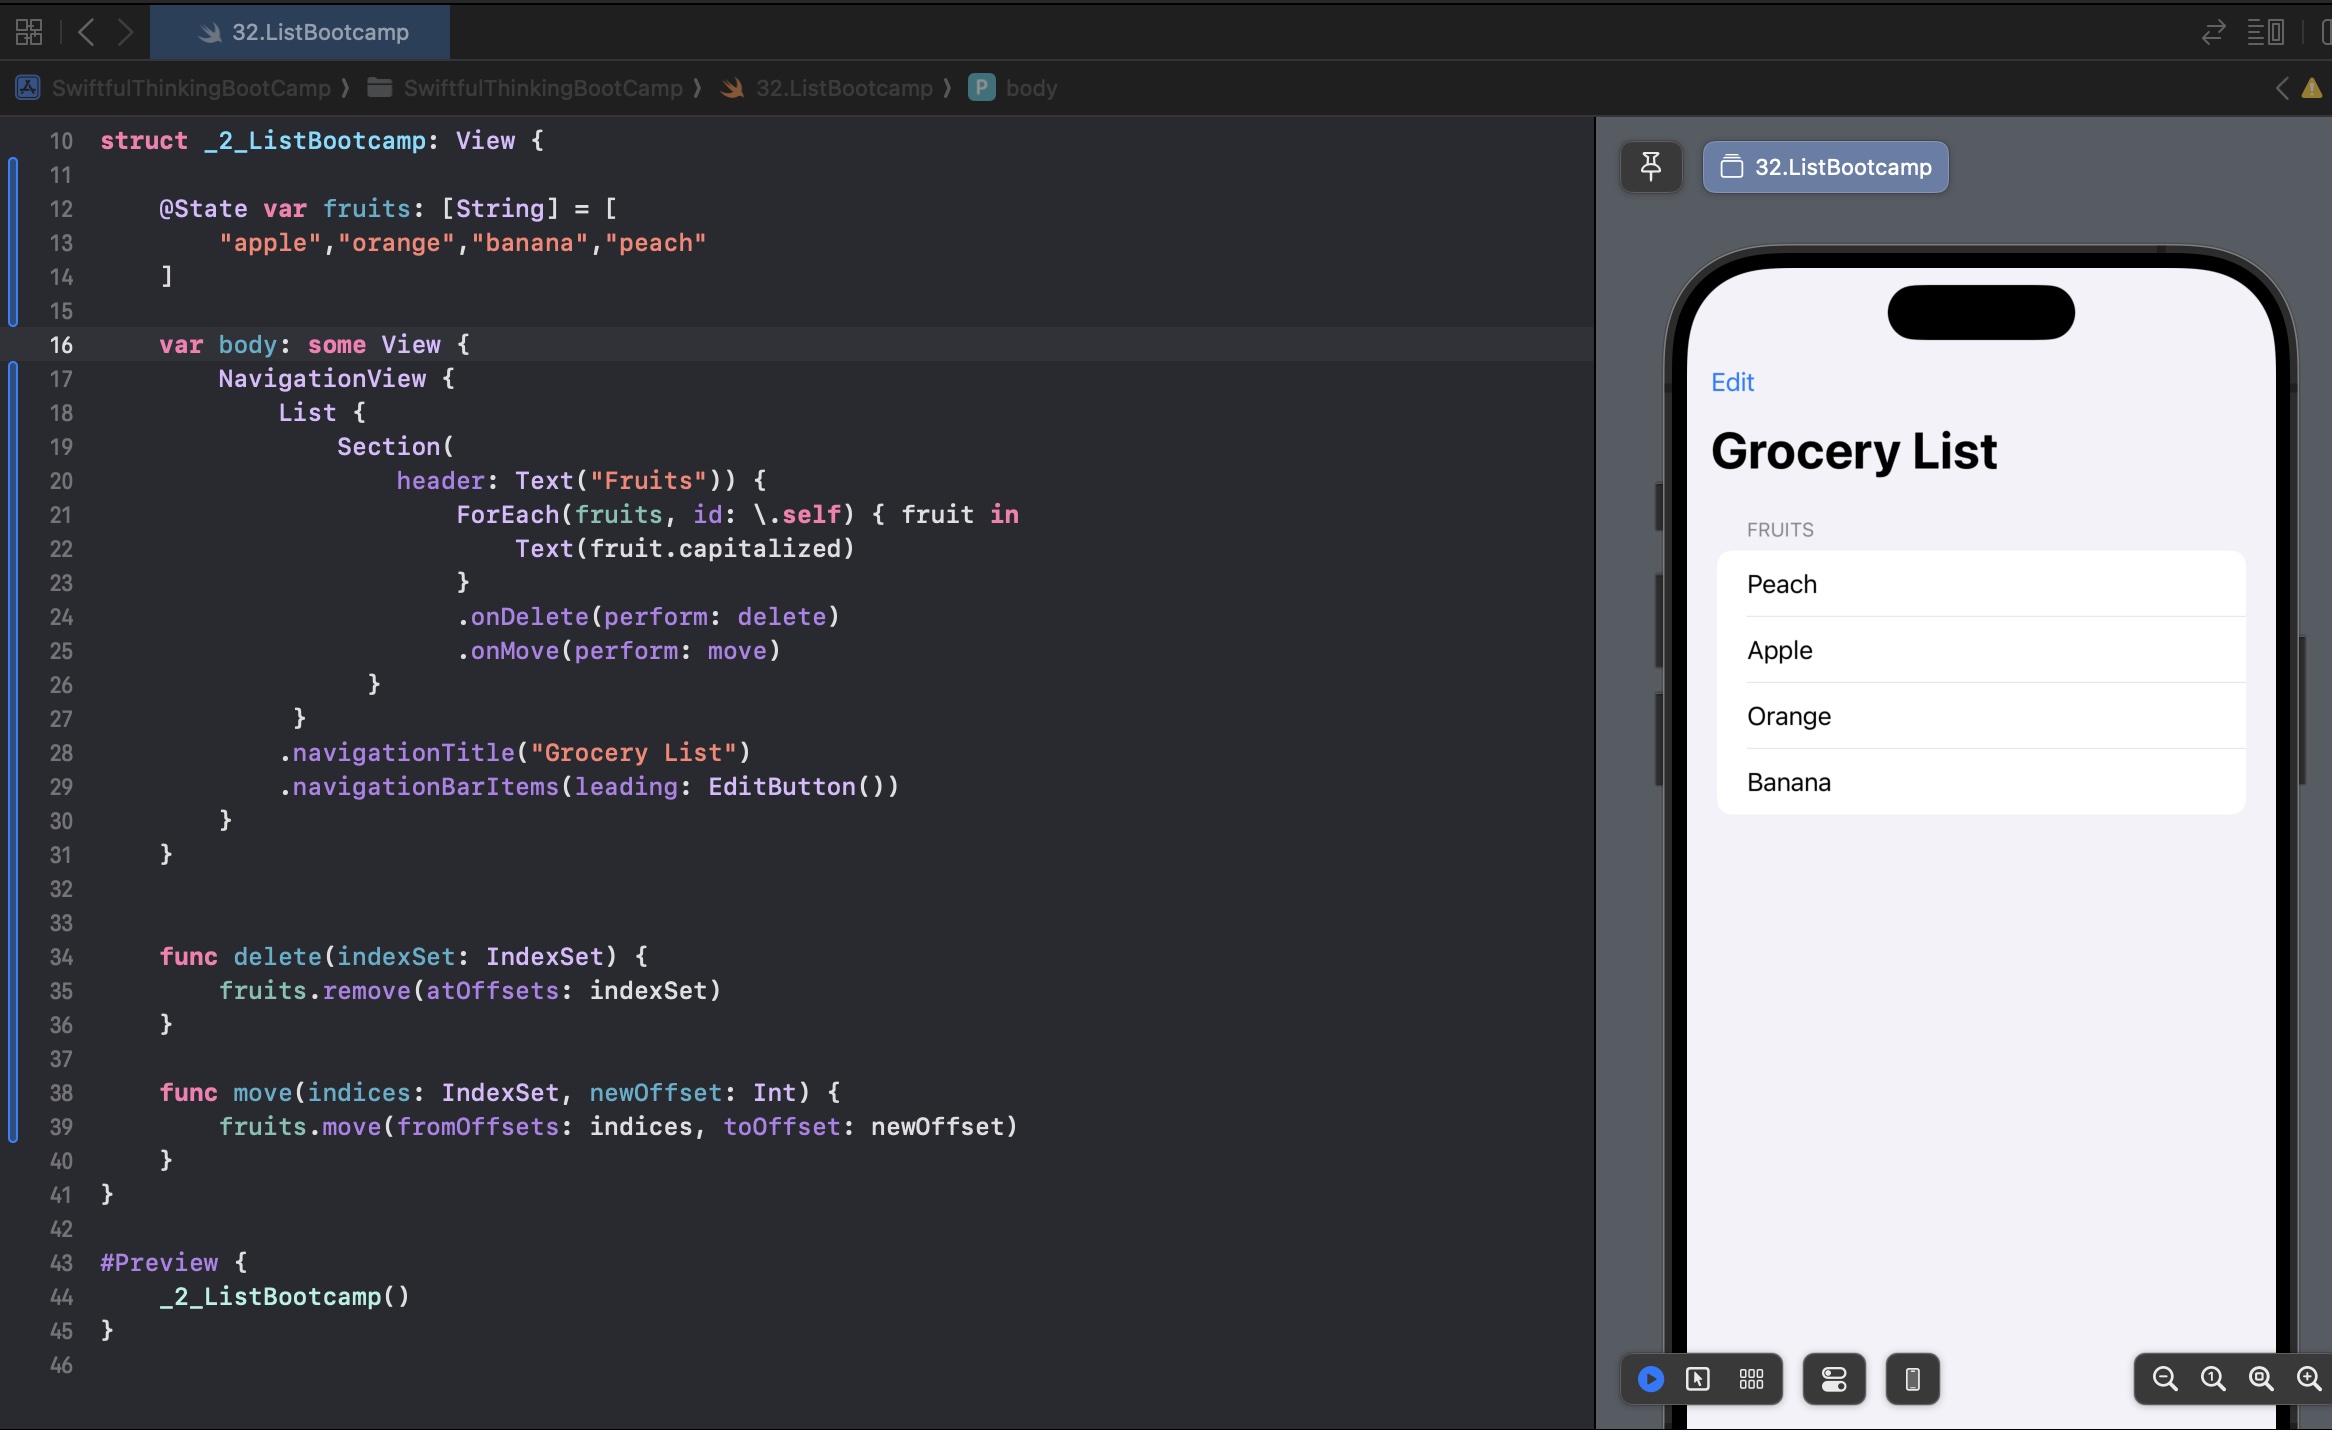 32.ListBootcamp
SwiftfulThinkingBootCamp 〉 SwiftfulThinkingBootCamp 〉 32.ListBootcamp 〉 P body
10 struct _2_ListBootcamp: View {
11
12     @State var fruits: [String] = [
13         "apple","orange","banana","peach"
14     ]
15
16     var body: some View {
17         NavigationView {
18             List {
19                 Section(
20                     header: Text("Fruits")) {
21                         ForEach(fruits, id: \.self) { fruit in
22                             Text(fruit.capitalized)
23                         }
24                         .onDelete(perform: delete)
25                         .onMove(perform: move)
26                   }
27              }
28             .navigationTitle("Grocery List")
29             .navigationBarItems(leading: EditButton())
30         }
31     }
32
33
34     func delete(indexSet: IndexSet) {
35         fruits.remove(atOffsets: indexSet)
36     }
37
38     func move(indices: IndexSet, newOffset: Int) {
39         fruits.move(fromOffsets: indices, toOffset: newOffset)
40     }
41 }
42
43 #Preview {
44     _2_ListBootcamp()
45 }
46
32.ListBootcamp
Edit
Grocery List
FRUITS
Peach
Apple
Orange
Banana